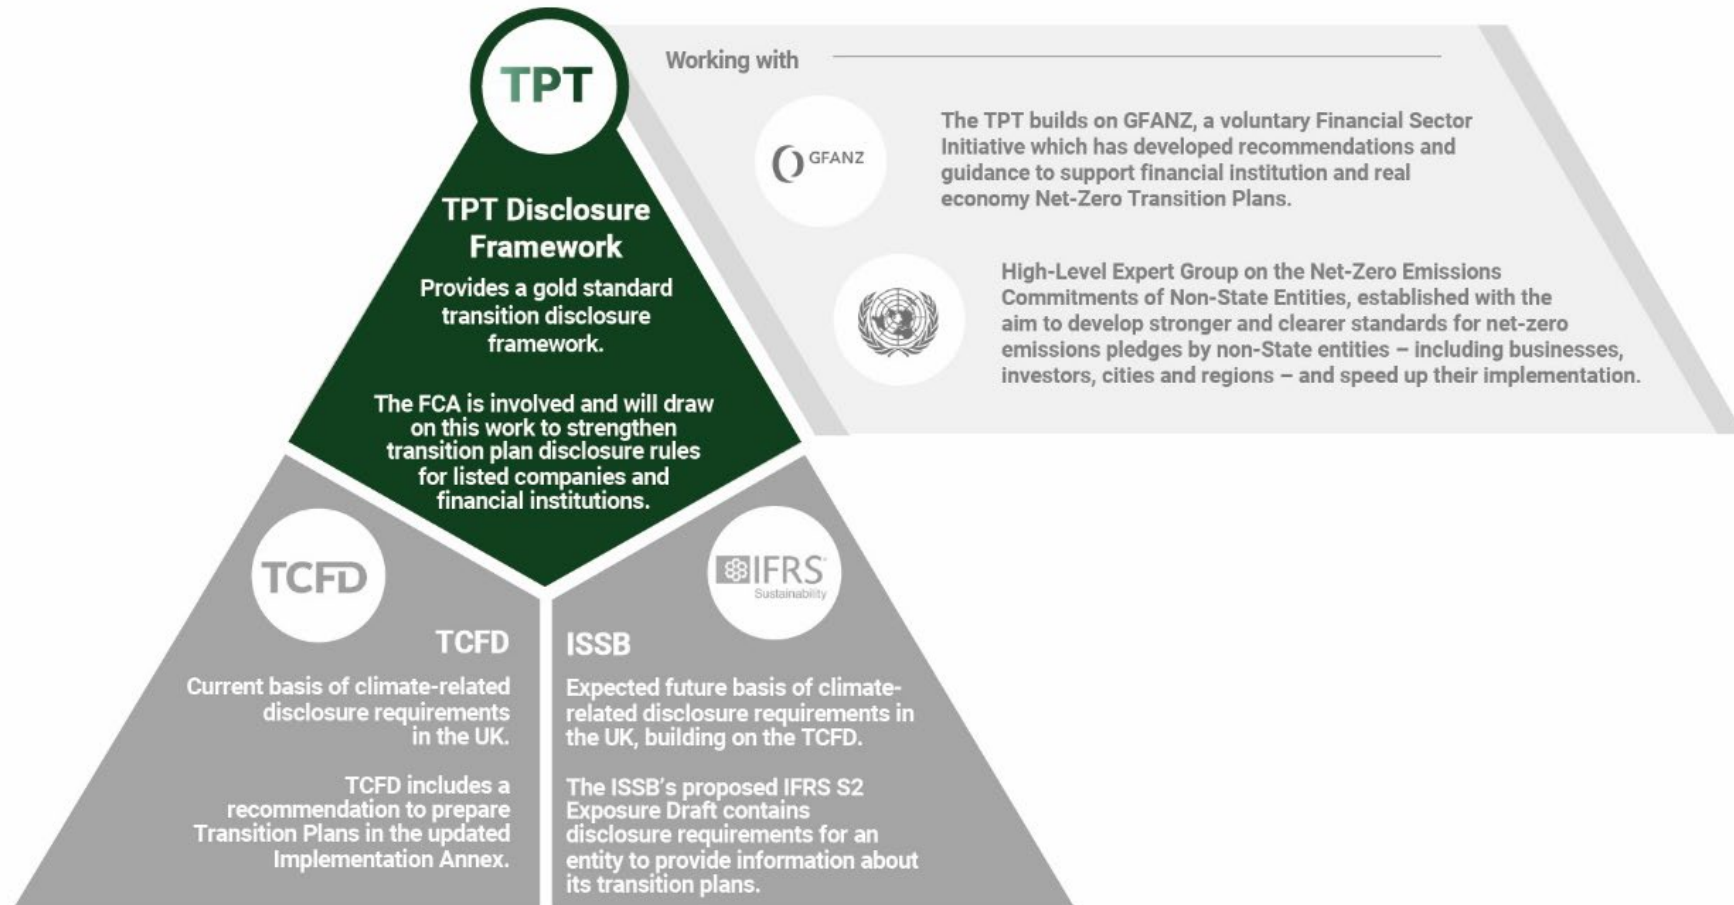 TPT
TPT Disclosure
Framework
Provides a gold standard
transition disclosure
framework.
The FCA is involved and will draw
on this work to strengthen
transition plan disclosure rules
for listed companies and
financial institutions.
Working with
GFANZ
The TPT builds on GFANZ, a voluntary Financial Sector
Initiative which has developed recommendations and
guidance to support financial institution and real
economy Net-Zero Transition Plans.
High-Level Expert Group on the Net-Zero Emissions
Commitments of Non-State Entities, established with the
aim to develop stronger and clearer standards for net-zero
emissions pledges by non-State entities – including businesses,
investors, cities and regions – and speed up their implementation.
TCFD
TCFD
Current basis of climate-related
disclosure requirements
in the UK.
TCFD includes a
recommendation to prepare
Transition Plans in the updated
Implementation Annex.
IFRS
Sustainability
ISSB
Expected future basis of climate-
related disclosure requirements in
the UK, building on the TCFD.
The ISSB's proposed IFRS S2
Exposure Draft contains
disclosure requirements for an
entity to provide information about
its transition plans.